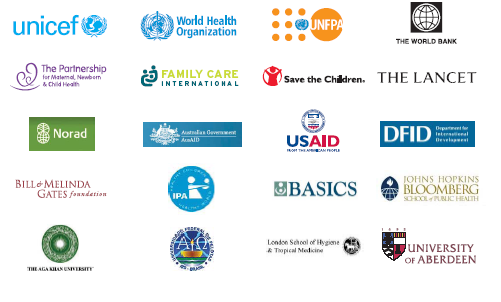 unicef
World Health
Organization
UNFPA
THE WORLD BANK
The Partnership
for Maternal, Newborn
& Child Health
FAMILY CARE
INTERNATIONAL
Save the Children.
THE LANCET
Norad
Australian Government
AusAID
USAID
FROM THE AMERICAN PEOPLE
DFID
Department for
International
Development
BILL & MELINDA
GATES foundation
IPA
BASICS
JOHNS HOPKINS
BLOOMBERG
SCHOOL of PUBLIC HEALTH
THE AGA KHAN UNIVERSITY
London School of Hygiene
& Tropical Medicine
1495
UNIVERSITY
OF ABERDEEN